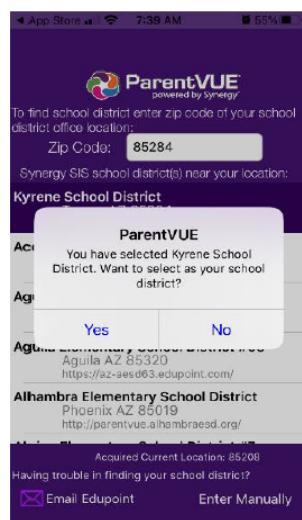 App Store
7:39 AM
55%
ParentVUE
powered by Synergy
To find school district enter zip code of your school
district office location:
Zip Code: 85284
Synergy SIS school district(s) near your location:
Kyrene School District
ParentVUE
You have selected Kyrene School
District. Want to select as your school
district?
Yes
No
Aguila AZ 85320
https://az-aesd63.edupoint.com/
Alhambra Elementary School District
Phoenix AZ 85019
http://parentvue.alhambraesd.org/
Acquired Current Location: 85208
Having trouble in finding your school district?
Email Edupoint
Enter Manually